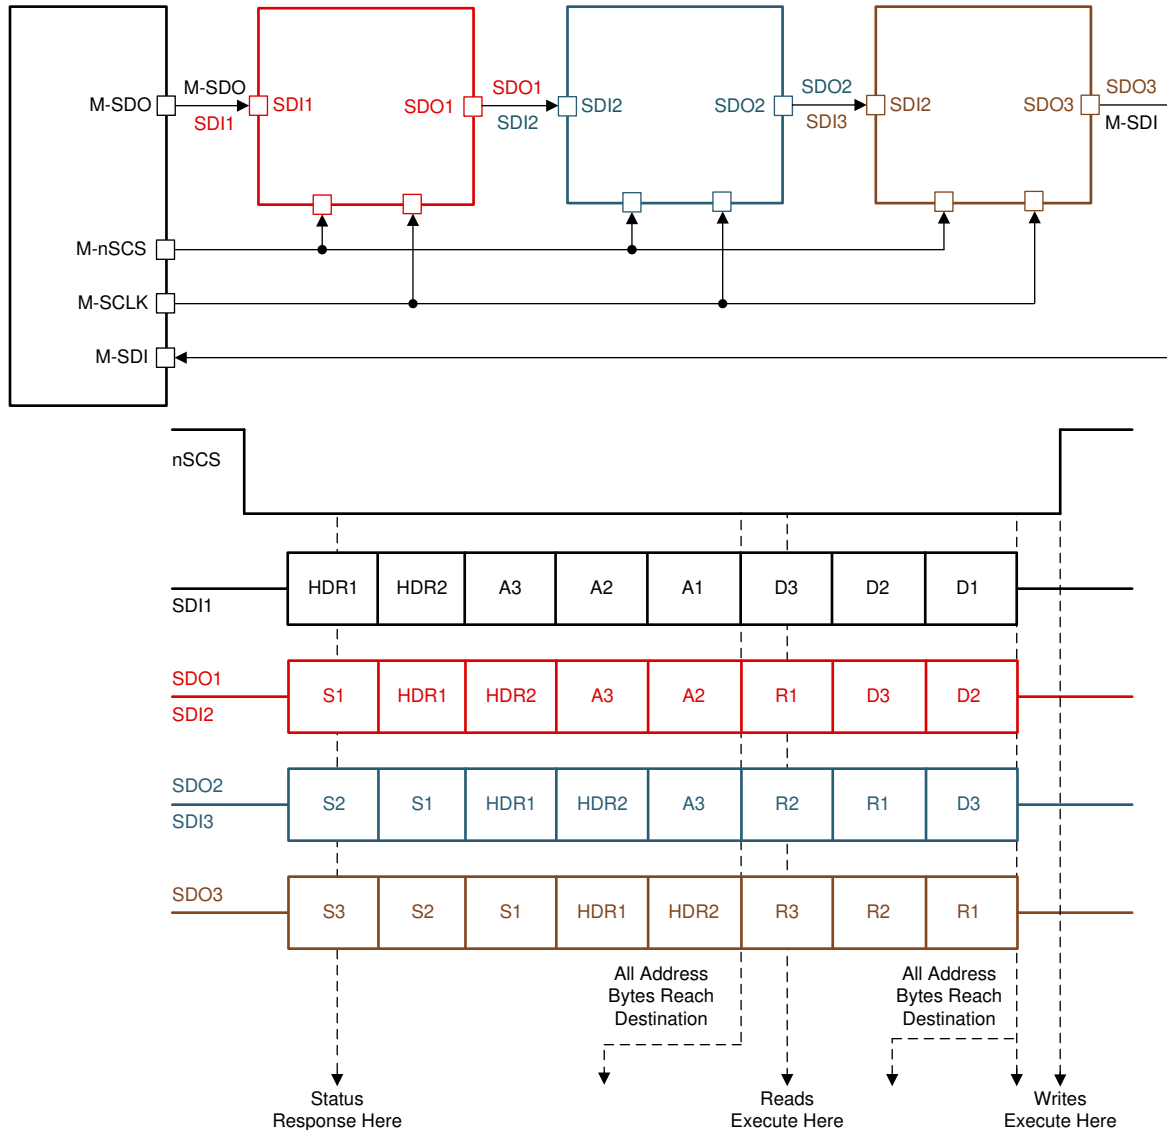 M-SDO
M-SDO
SDI1
SDI1
SDO1
SDO1
SDI2
SDI2
SDO2
SDO2
SDI3
SDI2
SDO3
SDO3
M-SDI
M-nSCS
M-SCLK
M-SDI
nSCS
SDI1
HDR1 HDR2 A3 A2 A1 D3 D2 D1
SDO1
SDI2
S1 HDR1 HDR2 A3 A2 R1 D3 D2
SDO2
SDI3
S2 S1 HDR1 HDR2 A3 R2 R1 D3
SDO3
S3 S2 S1 HDR1 HDR2 R3 R2 R1
All Address
Bytes Reach
Destination
All Address
Bytes Reach
Destination
Status
Response Here
Reads
Execute Here
Writes
Execute Here